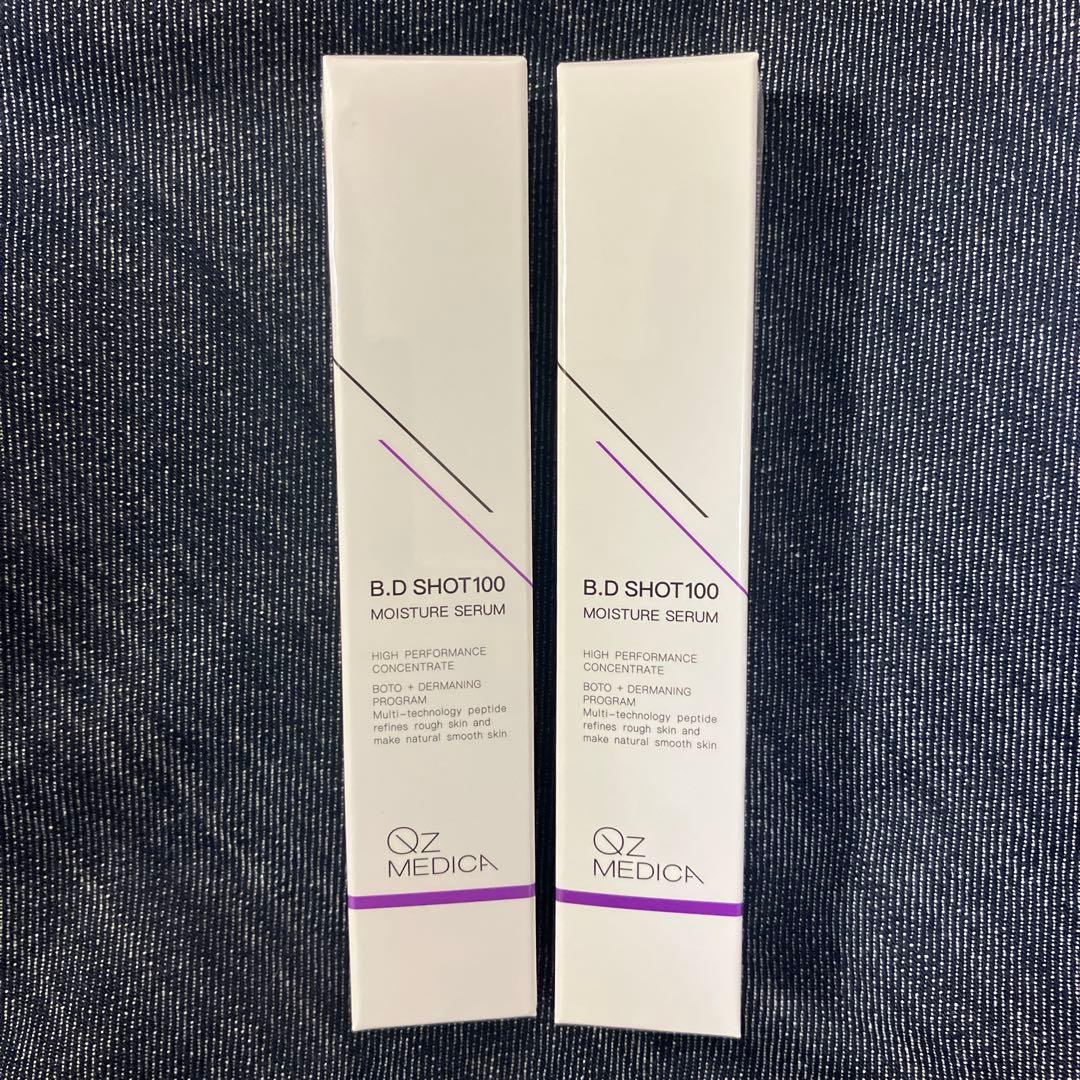 B.D SHOT100
MOISTURE SERUM
HIGH PERFORMANCE
CONCENTRATE
BOTO + DERMANING
PROGRAM
Multi-technology peptide
refines rough skin and
make natural smooth skin
Qz
MEDICA
B.D SHOT100
MOISTURE SERUM
HIGH PERFORMANCE
CONCENTRATE
BOTO + DERMANING
PROGRAM
Multi-technology peptide
refines rough skin and
make natural smooth skin
Qz
MEDICA